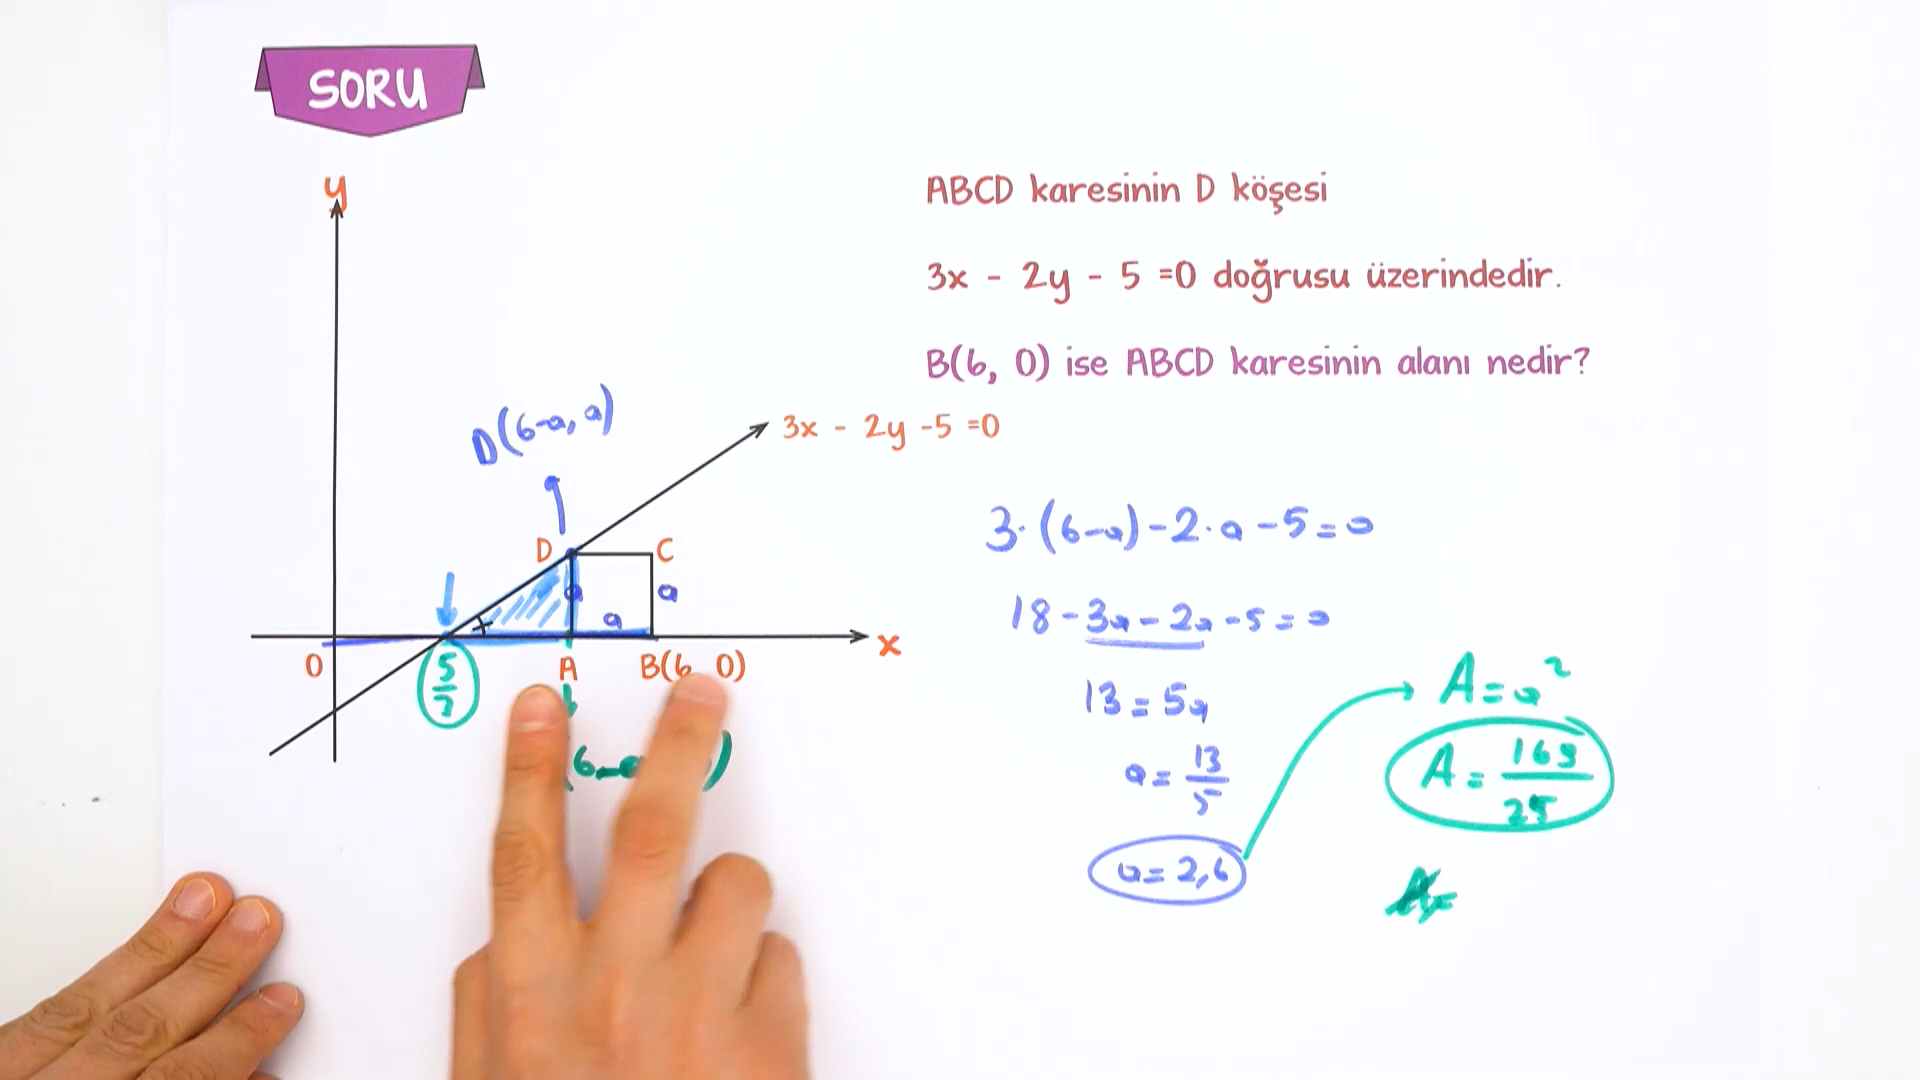 SORU
y
ABCD karesinin D köşesi
3x - 2y - 5 =0 doğrusu üzerindedir.
B(6, 0) ise ABCD karesinin alanı nedir?
D(6-a, a)
3x - 2y -5 =0
D
C
a
a
a
x
0
A
B(6, 0)
5/3
3·(6-a)-2·a-5=0
18-3a-2a-5=0
13=5a
a=13/5
a=2,6
A=a²
A=169/25